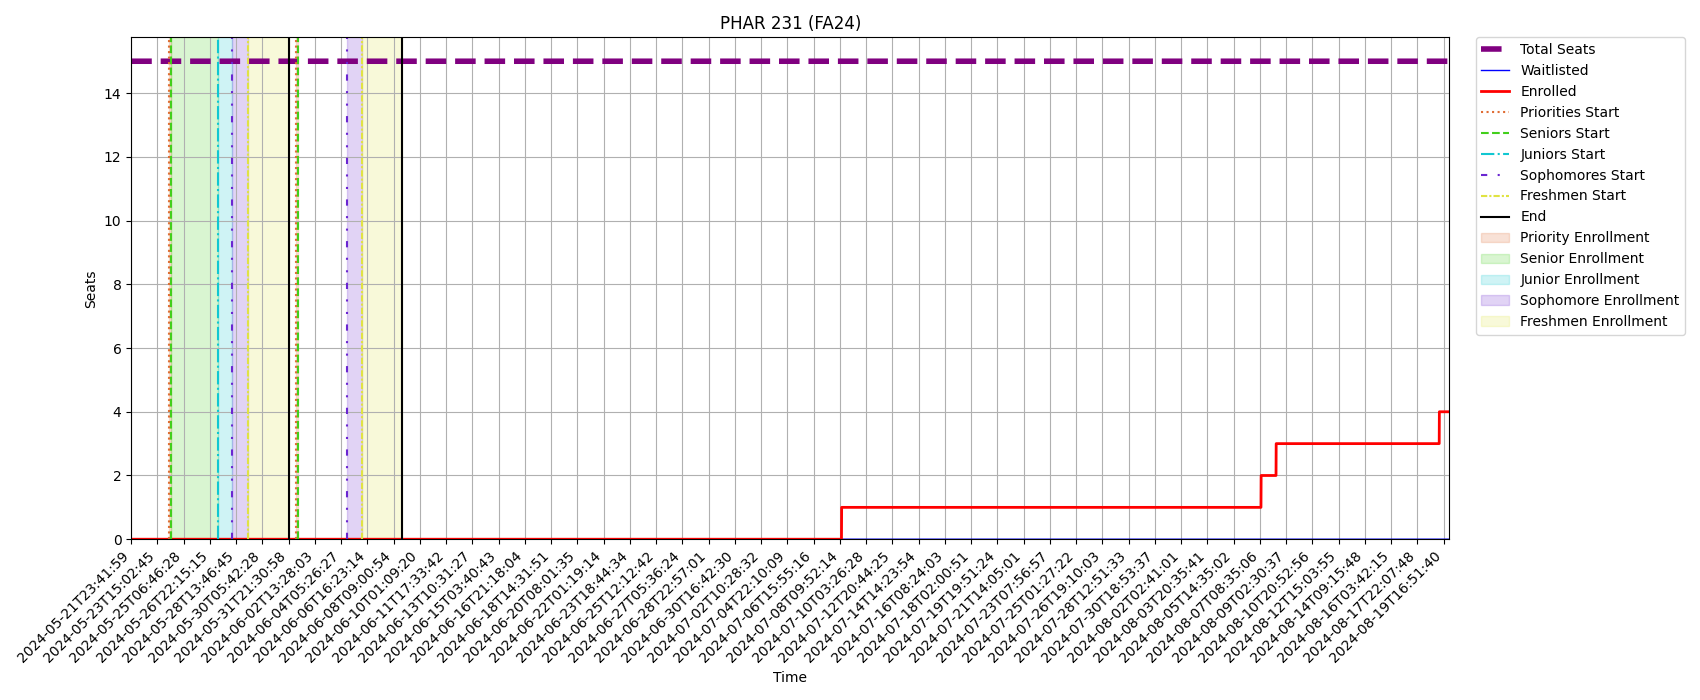 PHAR 231 (FA24)
Total Seats
Waitlisted
Enrolled
Priorities Start
Seniors Start
Juniors Start
Sophomores Start
Freshmen Start
End
Priority Enrollment
Senior Enrollment
Junior Enrollment
Sophomore Enrollment
Freshmen Enrollment
Seats
14
12
10
8
6
4
2
0
2024-05-21T23:41:59
2024-05-23T15:02:45
2024-05-25T06:46:28
2024-05-26T22:15:15
2024-05-28T13:46:45
2024-05-30T05:42:28
2024-05-31T21:30:58
2024-06-02T13:28:03
2024-06-04T05:26:27
2024-06-06T16:23:14
2024-06-08T09:00:54
2024-06-10T01:09:20
2024-06-11T17:33:42
2024-06-13T10:31:27
2024-06-15T03:40:43
2024-06-16T21:18:04
2024-06-18T14:31:51
2024-06-20T08:01:35
2024-06-22T01:19:14
2024-06-23T18:44:34
2024-06-25T12:12:42
2024-06-27T05:36:24
2024-06-28T22:57:01
2024-06-30T16:42:30
2024-07-02T10:28:32
2024-07-04T22:10:09
2024-07-06T15:55:16
2024-07-08T09:52:14
2024-07-10T03:26:28
2024-07-12T20:44:25
2024-07-14T14:23:54
2024-07-16T08:24:03
2024-07-18T02:00:51
2024-07-19T19:51:24
2024-07-21T14:05:01
2024-07-23T07:56:57
2024-07-25T01:27:22
2024-07-26T19:10:03
2024-07-28T12:51:33
2024-07-30T18:53:37
2024-08-02T02:41:01
2024-08-03T20:35:41
2024-08-05T14:35:02
2024-08-07T08:35:06
2024-08-09T02:30:37
2024-08-10T20:52:56
2024-08-12T15:03:55
2024-08-14T09:15:48
2024-08-16T03:42:15
2024-08-17T22:07:48
2024-08-19T16:51:40
Time